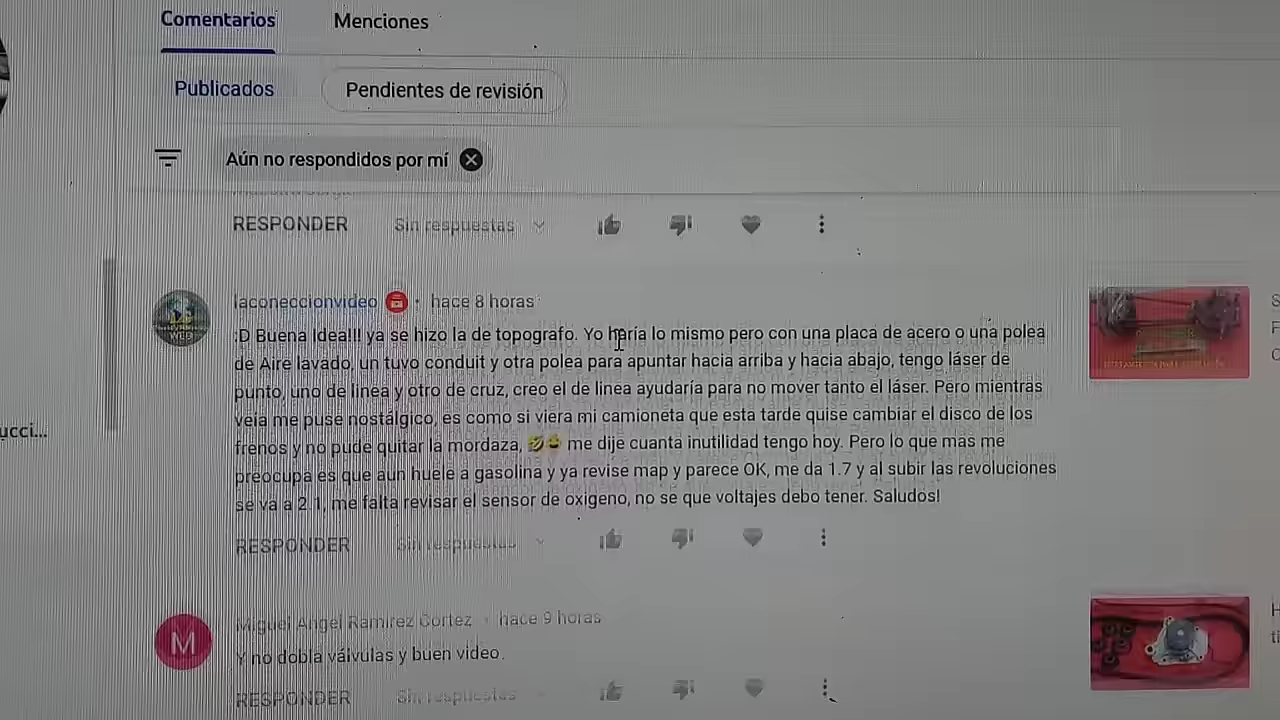 Comentarios
Menciones
Publicados
Pendientes de revisión
Aún no respondidos por mí
RESPONDER
Sin respuestas
laconeccionvideo
· hace 8 horas
:D Buena Idea!!! ya se hizo la de topografo. Yo haría lo mismo pero con una placa de acero o una polea
de Aire lavado, un tuvo conduit y otra polea para apuntar hacia arriba y hacia abajo, tengo láser de
punto, uno de linea y otro de cruz, creo el de linea ayudaría para no mover tanto el láser. Pero mientras
veia me puse nostálgico, es como si viera mi camioneta que esta tarde quise cambiar el disco de los
frenos y no pude quitar la mordaza, 🤣😂 me dije cuanta inutilidad tengo hoy. Pero lo que mas me
preocupa es que aun huele a gasolina y ya revise map y parece OK, me da 1.7 y al subir las revoluciones
se va a 2.1, me falta revisar el sensor de oxigeno, no se que voltajes debo tener. Saludos!
RESPONDER
Sin respuestas
M
Miguel Angel Ramirez Cortez · hace 9 horas
Y no dobla válvulas y buen video.
RESPONDER
Sin respuestas
ucci...